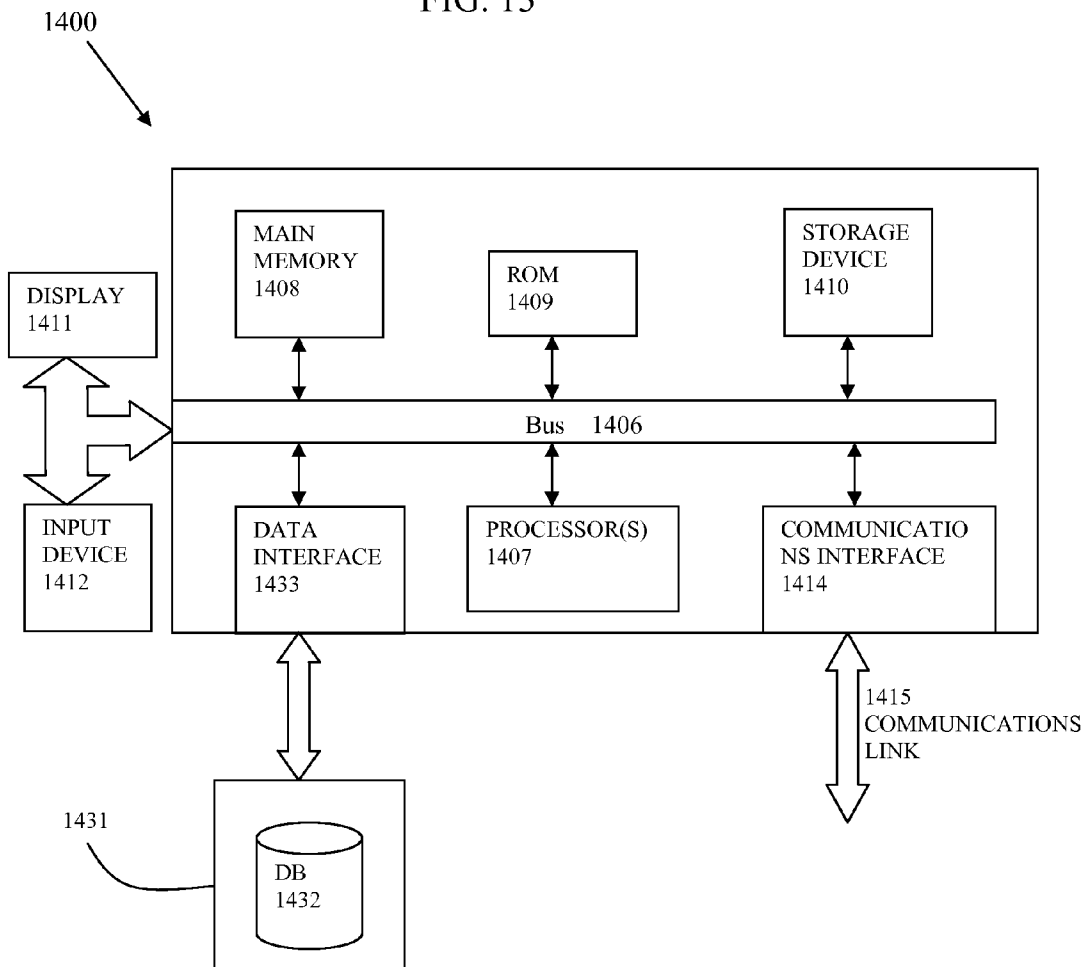 FIG. 13
1400
MAIN
MEMORY
1408
ROM
1409
STORAGE
DEVICE
1410
DISPLAY
1411
Bus 1406
INPUT
DEVICE
1412
DATA
INTERFACE
1433
PROCESSOR(S)
1407
COMMUNICATIO
NS INTERFACE
1414
1415
COMMUNICATIONS
LINK
1431
DB
1432